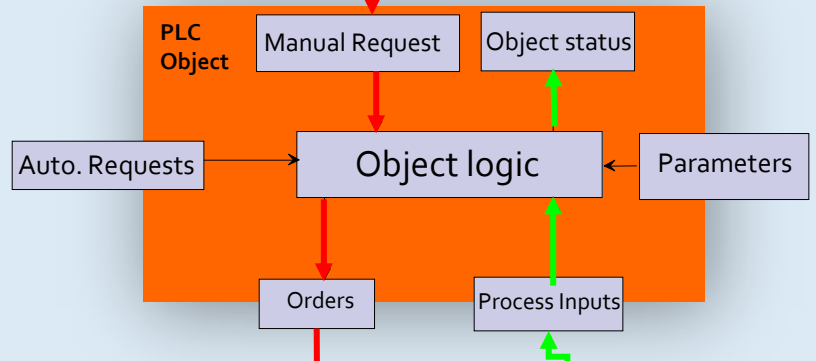 PLC
Object
Manual Request
Object status
Auto. Requests
Object logic
Parameters
Orders
Process Inputs